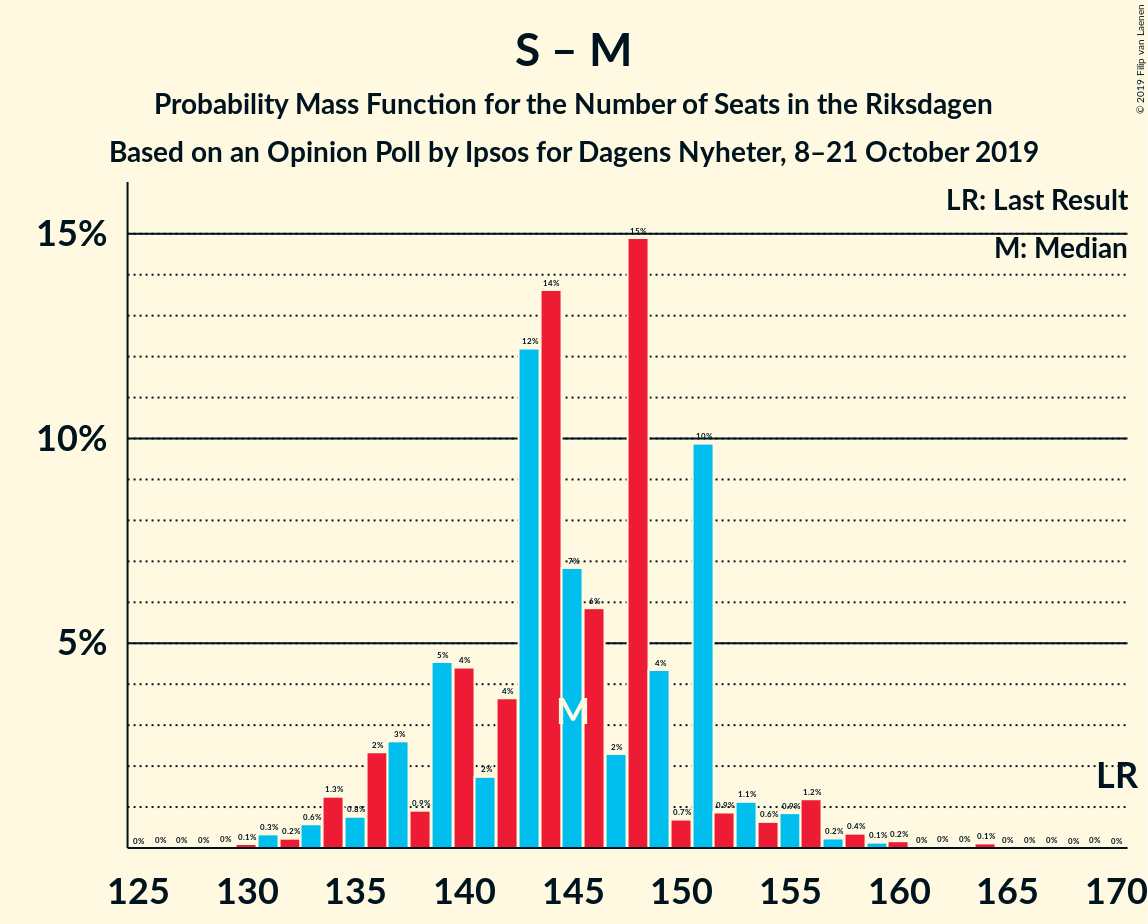 S – M
Probability Mass Function for the Number of Seats in the Riksdagen
Based on an Opinion Poll by Ipsos for Dagens Nyheter, 8–21 October 2019
© 2019 Filip van Laenen
LR: Last Result
M: Median
15%
10%
5%
0% 0% 0% 0% 0% 0.1% 0.3% 0.2% 0.6% 1.3% 0.8% 2% 3% 0.9% 5% 4% 2% 4% 12% 14% 7% 6% 2% 15% 4% 0.7% 10% 0.9% 1.1% 0.6% 0.9% 1.2% 0.2% 0.4% 0.1% 0.2% 0% 0% 0% 0.1% 0% 0% 0% 0% 0% 0%
M
LR
125 130 135 140 145 150 155 160 165 170